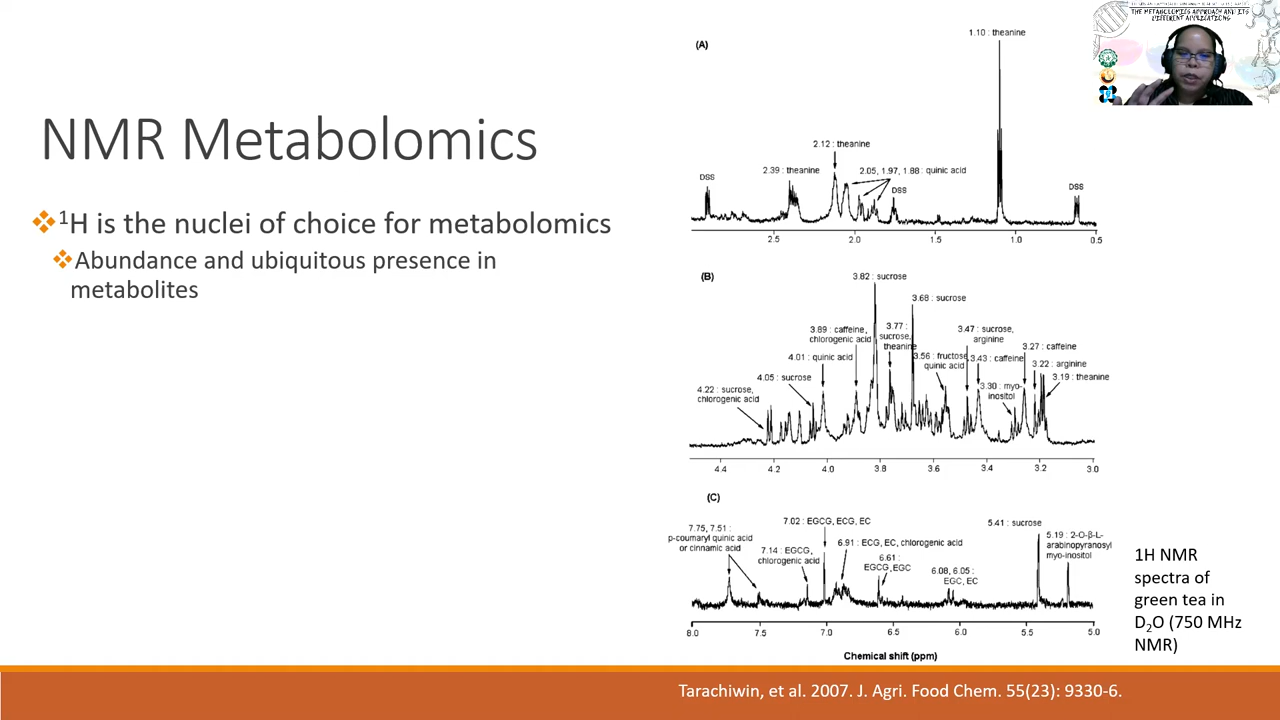 THE METABOLOMICS APPROACH AND ITS
DIFFERENT APPLICATIONS
NMR Metabolomics
❖ ¹H is the nuclei of choice for metabolomics
❖ Abundance and ubiquitous presence in
metabolites
(A)
1.10 : theanine
2.12 : theanine
2.39 : theanine
2.05, 1.97, 1.88 : quinic acid
DSS
DSS
DSS
2.5 2.0 1.5 1.0 0.5
(B)
3.82 : sucrose
3.68 : sucrose
3.89 : caffeine,
chlorogenic acid
3.77 :
sucrose,
theanine
3.47 : sucrose,
arginine
4.01 : quinic acid
3.56 : fructose,
quinic acid
3.43 : caffeine
3.27 : caffeine
3.22 : arginine
4.05 : sucrose
3.19 : theanine
4.22 : sucrose,
chlorogenic acid
3.30 : myo-
inositol
4.4 4.2 4.0 3.8 3.6 3.4 3.2 3.0
(C)
7.75, 7.51 :
p-coumaryl quinic acid
or cinnamic acid
7.02 : EGCG, ECG, EC
7.14 : EGCG,
chlorogenic acid
6.91 : ECG, EC, chlorogenic acid
6.61 :
EGCG, EGC
6.08, 6.05 :
EGC, EC
5.41 : sucrose
5.19 : 2-O-β-L-
arabinopyranosyl
myo-inositol
8.0 7.5 7.0 6.5 6.0 5.5 5.0
Chemical shift (ppm)
1H NMR
spectra of
green tea in
D₂O (750 MHz
NMR)
Tarachiwin, et al. 2007. J. Agri. Food Chem. 55(23): 9330-6.